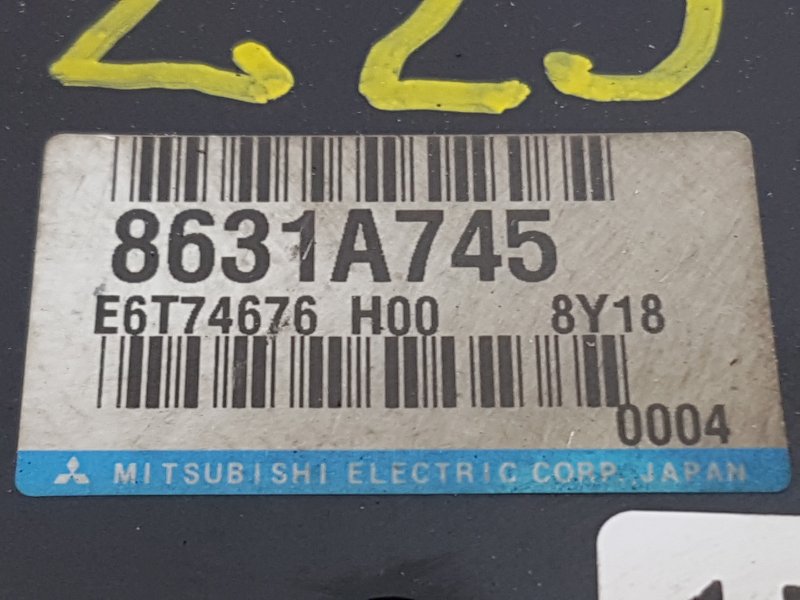 8631A745
E6T74676 H00 8Y18
0004
MITSUBISHI ELECTRIC CORP. JAPAN